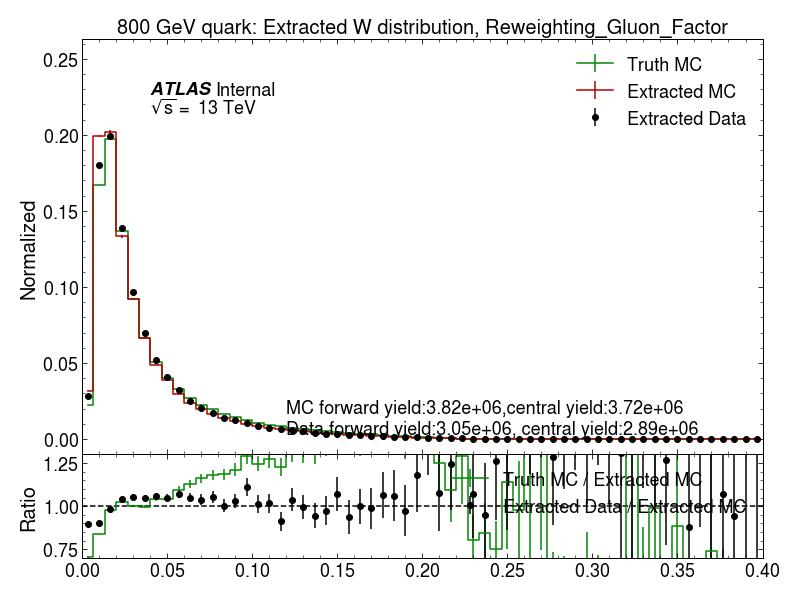 800 GeV quark: Extracted W distribution, Reweighting_Gluon_Factor
0.25
0.20
0.15
0.10
0.05
0.00
Normalized
ATLAS Internal
√s = 13 TeV
Truth MC
Extracted MC
Extracted Data
MC forward yield:3.82e+06,central yield:3.72e+06
Data forward yield:3.05e+06, central yield:2.89e+06
1.25
1.00
0.75
Ratio
Truth MC / Extracted MC
Extracted Data / Extracted MC
0.00 0.05 0.10 0.15 0.20 0.25 0.30 0.35 0.40